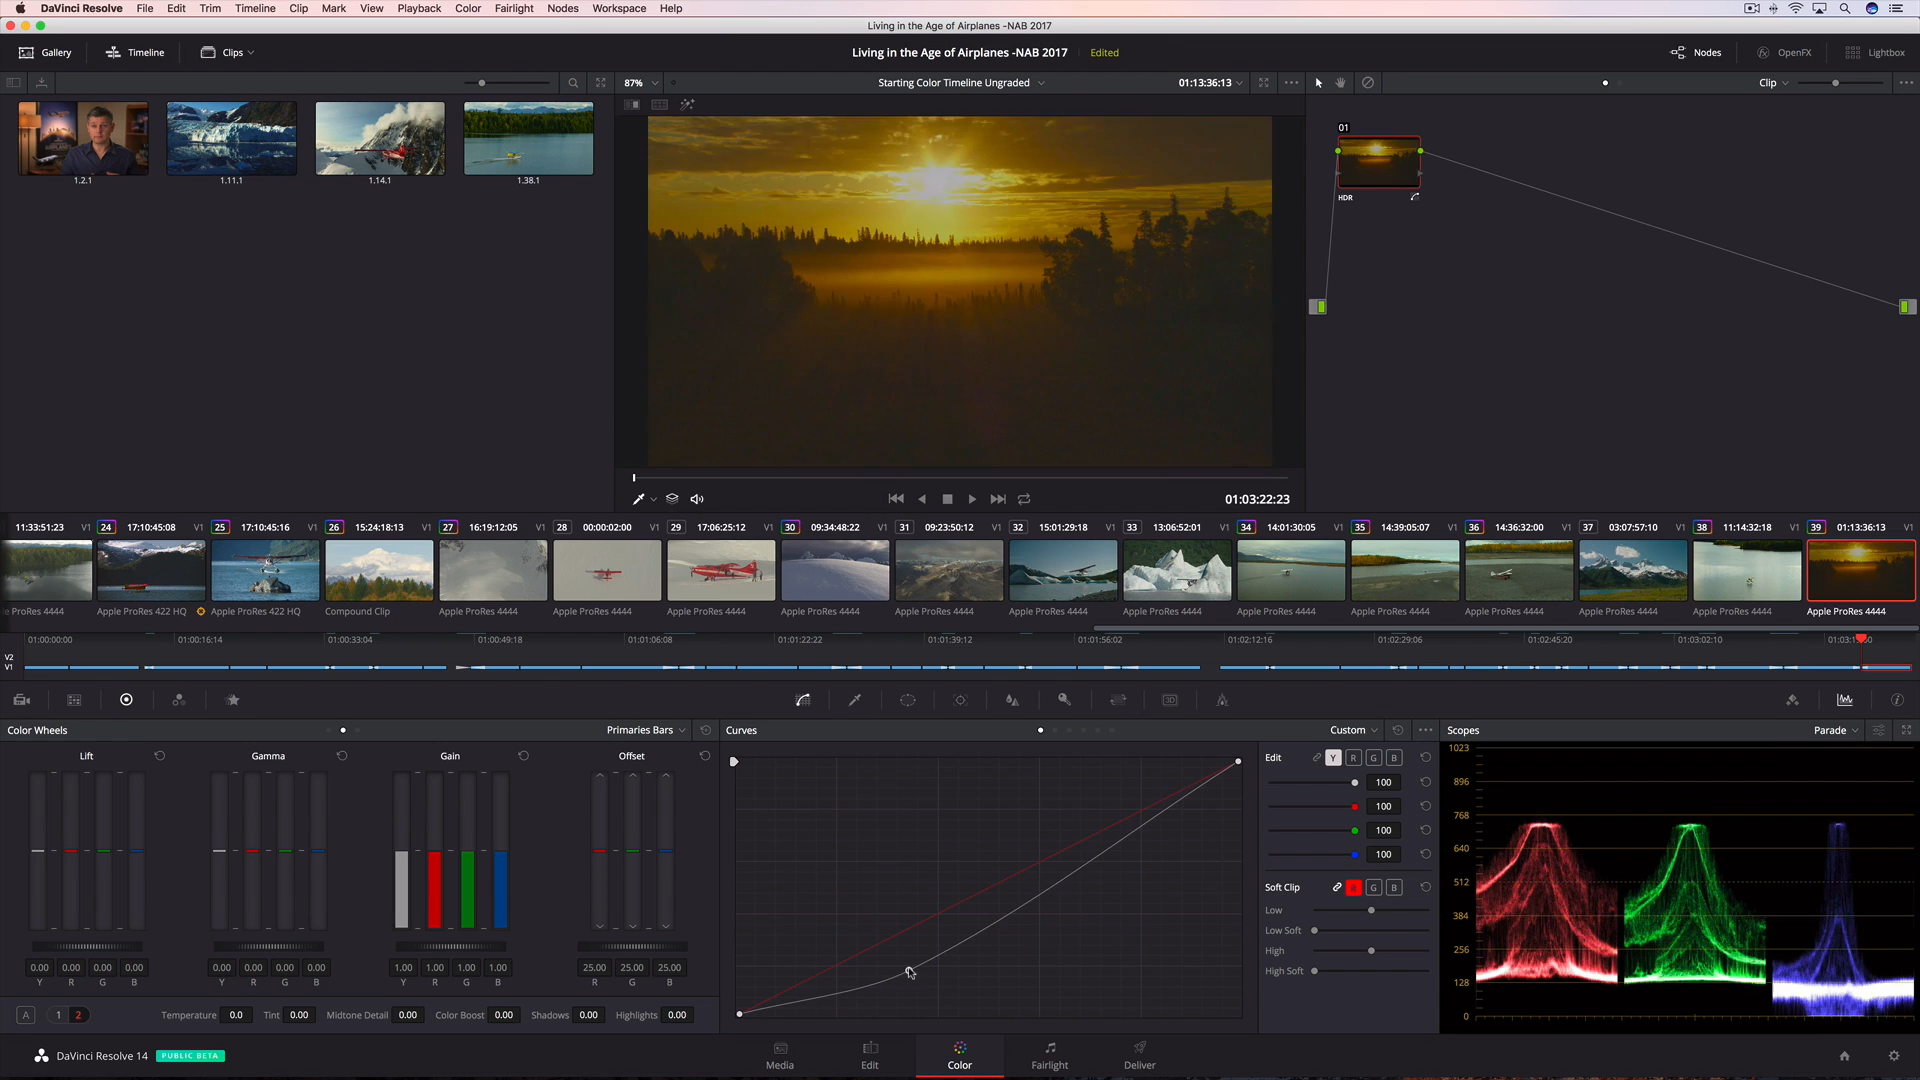 DaVinci Resolve File Edit Trim Timeline Clip Mark View Playback Color Fairlight Nodes Workspace Help
Living in the Age of Airplanes -NAB 2017
Gallery Timeline Clips Living in the Age of Airplanes -NAB 2017 Edited Nodes OpenFX Lightbox
87% Starting Color Timeline Ungraded 01:13:36:13 Clip
1.2.1 1.11.1 1.14.1 1.38.1
01
HDR
01:03:22:23
11:33:51:23 V1 24 17:10:45:08 V1 25 17:10:45:16 V1 26 15:24:18:13 V1 27 16:19:12:05 V1 28 00:00:02:00 V1 29 17:06:25:12 V1 30 09:34:48:22 V1 31 09:23:50:12 V1 32 15:01:29:18 V1 33 13:06:52:01 V1 34 14:01:30:05 V1 35 14:39:05:07 V1 36 14:36:32:00 V1 37 03:07:57:10 V1 38 11:14:32:18 V1 39 01:13:36:13 V1
le ProRes 4444 Apple ProRes 422 HQ Apple ProRes 422 HQ Compound Clip Apple ProRes 4444 Apple ProRes 4444 Apple ProRes 4444 Apple ProRes 4444 Apple ProRes 4444 Apple ProRes 4444 Apple ProRes 4444 Apple ProRes 4444 Apple ProRes 4444 Apple ProRes 4444 Apple ProRes 4444 Apple ProRes 4444 Apple ProRes 4444
01:00:00:00 01:00:16:14 01:00:33:04 01:00:49:18 01:01:06:08 01:01:22:22 01:01:39:12 01:01:56:02 01:02:12:16 01:02:29:06 01:02:45:20 01:03:02:10
V2
V1
3D
Color Wheels Primaries Bars Curves Custom Scopes Parade
Lift Gamma Gain Offset
Edit Y R G B
100
100
100
100
Soft Clip G B
Low
Low Soft
High
High Soft
1023
896
768
640
512
384
256
128
0
0.00 0.00 0.00 0.00 0.00 0.00 0.00 0.00 1.00 1.00 1.00 1.00 25.00 25.00 25.00
Y R G B Y R G B Y R G B R G B
A 1 2 Temperature 0.0 Tint 0.00 Midtone Detail 0.00 Color Boost 0.00 Shadows 0.00 Highlights 0.00
DaVinci Resolve 14 PUBLIC BETA Media Edit Color Fairlight Deliver